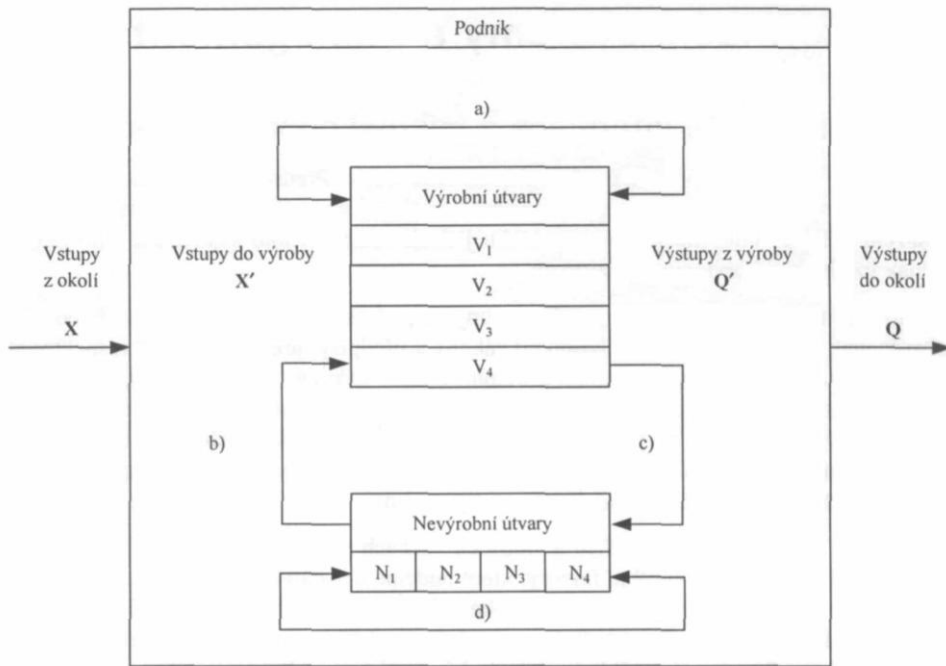 Podnik
a)
Výrobní útvary
V₁
V₂
V₃
V₄
Vstupy
z okolí
X
Vstupy do výroby
X′
Výstupy z výroby
Q′
Výstupy
do okolí
Q
b)
c)
Nevýrobní útvary
N₁ N₂ N₃ N₄
d)